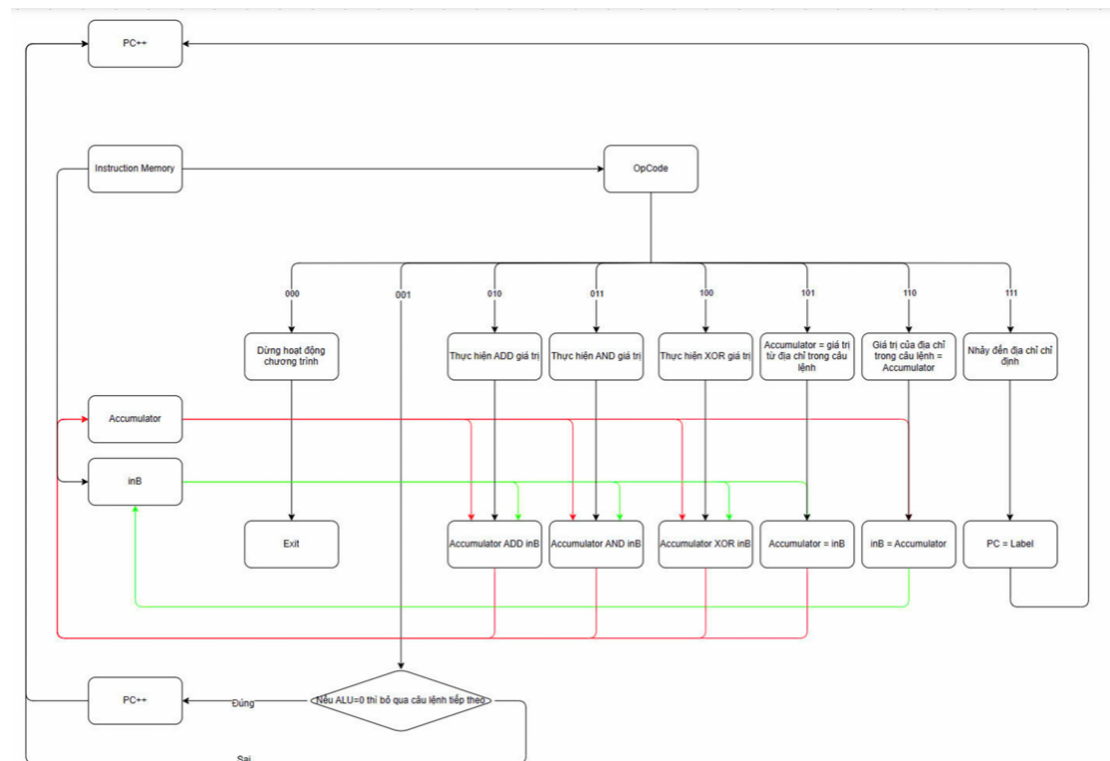 PC++
Instruction Memory
OpCode
000
001
010
011
100
101
110
111
Dừng hoạt động
chương trình
Thực hiện ADD giá trị
Thực hiện AND giá trị
Thực hiện XOR giá trị
Accumulator = giá trị
từ địa chỉ trong câu
lệnh
Giá trị của địa chỉ
trong câu lệnh =
Accumulator
Nhảy đến địa chỉ chỉ
định
Accumulator
inB
Exit
Accumulator ADD inB
Accumulator AND inB
Accumulator XOR inB
Accumulator = inB
inB = Accumulator
PC = Label
PC++
Đúng
Nếu ALU=0 thì bỏ qua câu lệnh tiếp theo
Sai